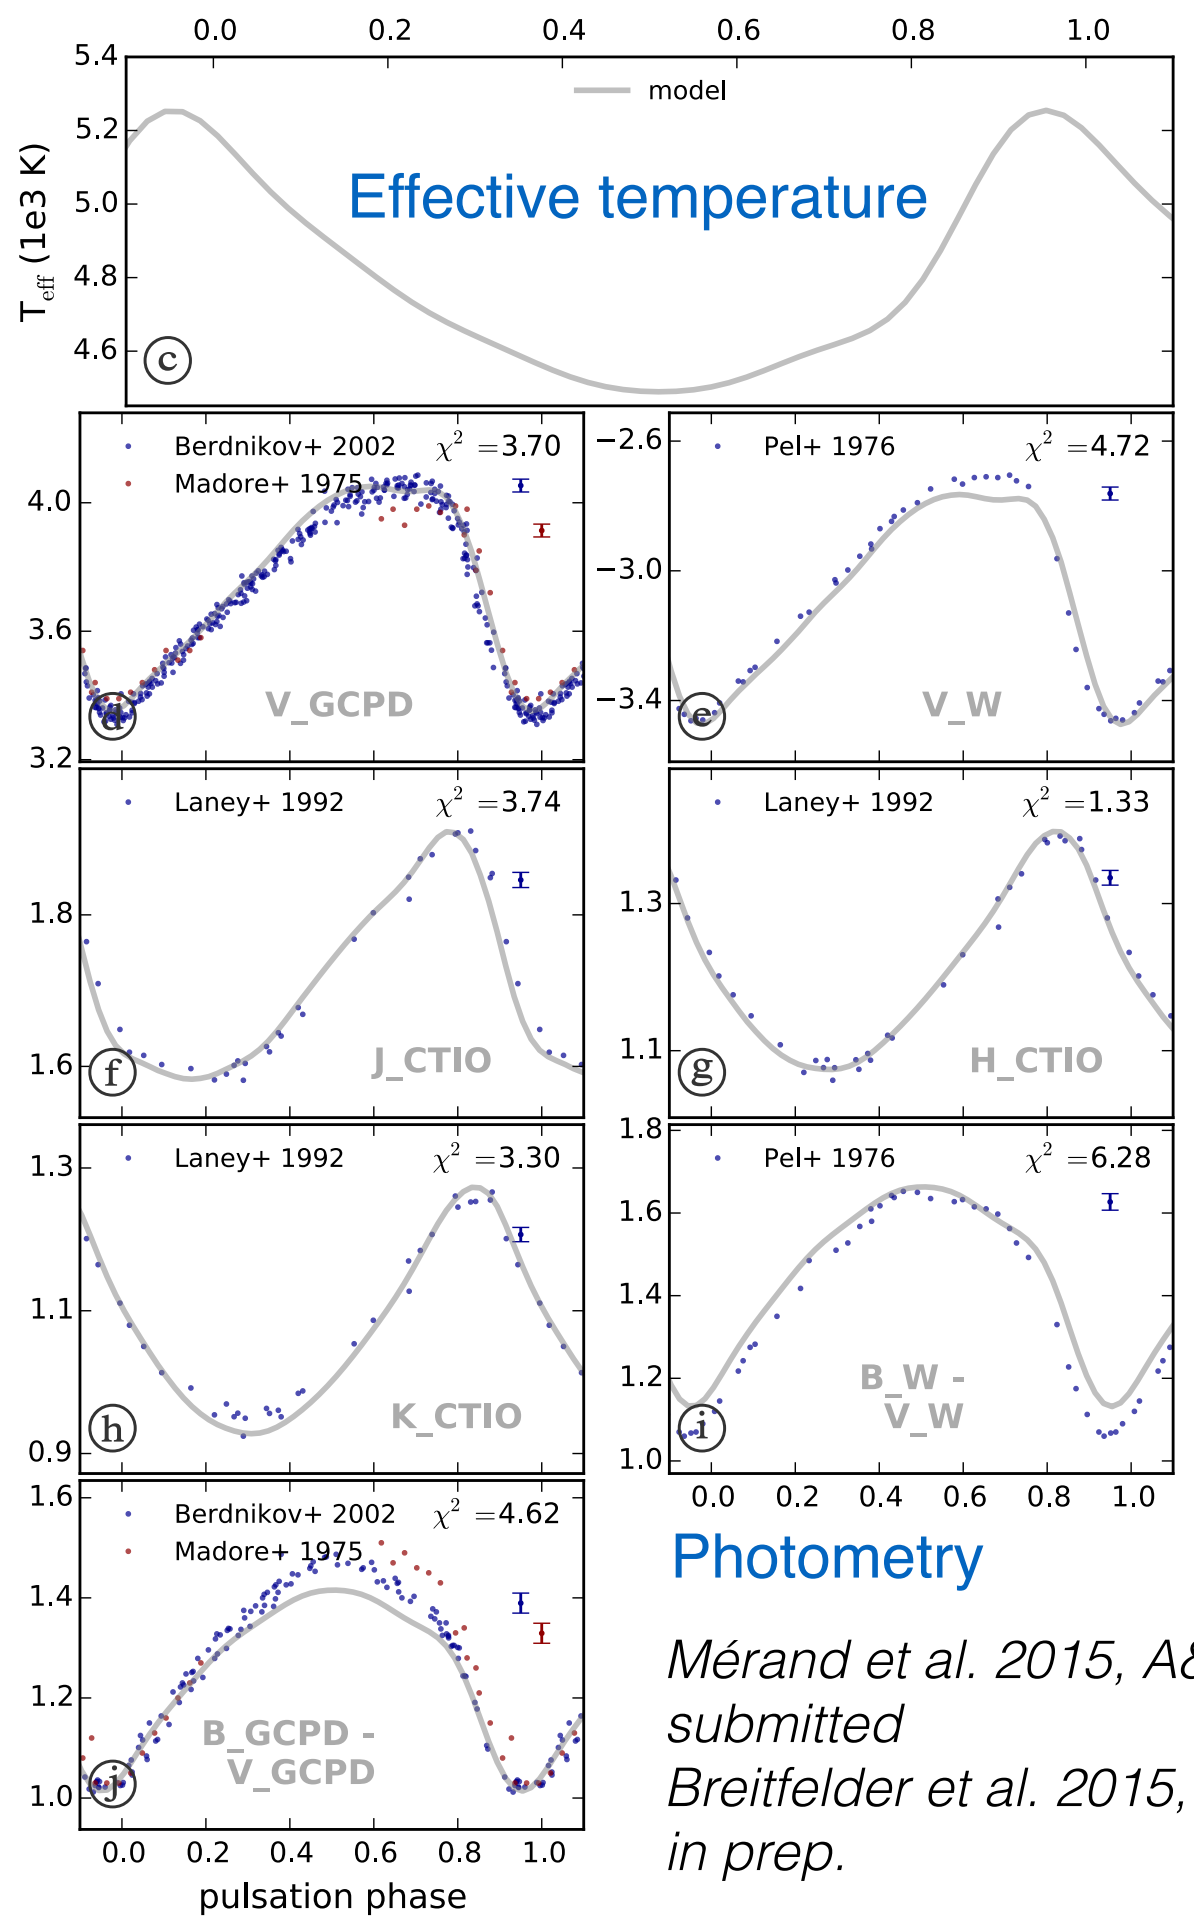 0.0 0.2 0.4 0.6 0.8 1.0
5.4
5.2
5.0
4.8
4.6
T_eff (1e3 K)
model
Effective temperature
c
4.0
3.6
3.2
Berdnikov+ 2002 χ² =3.70
Madore+ 1975
V_GCPD
d
−2.6
−3.0
−3.4
Pel+ 1976 χ² =4.72
V_W
e
1.8
1.6
Laney+ 1992 χ² =3.74
J_CTIO
f
1.3
1.1
Laney+ 1992 χ² =1.33
H_CTIO
g
1.3
1.1
0.9
Laney+ 1992 χ² =3.30
K_CTIO
h
1.8
1.6
1.4
1.2
1.0
Pel+ 1976 χ² =6.28
B_W -
V_W
i
0.0 0.2 0.4 0.6 0.8 1.0
1.6
1.4
1.2
1.0
Berdnikov+ 2002 χ² =4.62
Madore+ 1975
B_GCPD -
V_GCPD
j
0.0 0.2 0.4 0.6 0.8 1.0
pulsation phase
Photometry
Mérand et al. 2015, A&
submitted
Breitfelder et al. 2015,
in prep.